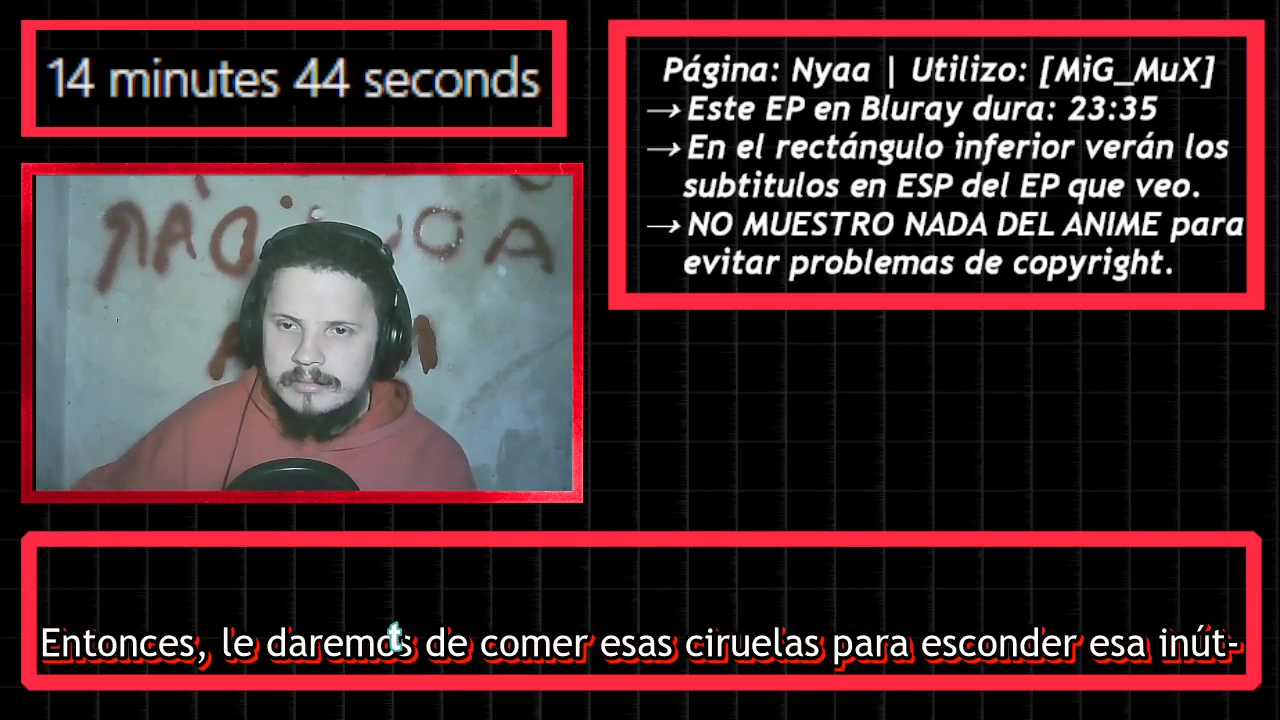 14 minutes 44 seconds
Página: Nyaa | Utilizo: [MiG_MuX]
→ Este EP en Bluray dura: 23:35
→ En el rectángulo inferior verán los
subtitulos en ESP del EP que veo.
→ NO MUESTRO NADA DEL ANIME para
evitar problemas de copyright.
Entonces, le daremos de comer esas ciruelas para esconder esa inút-
t